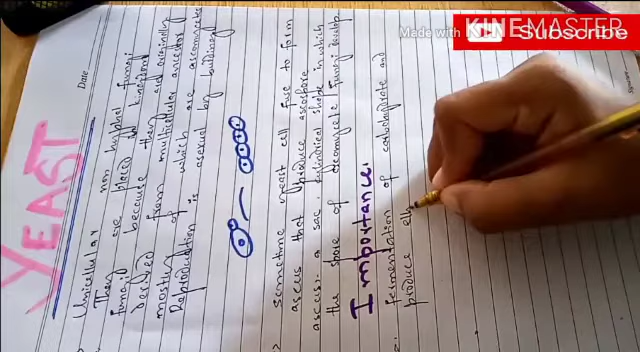 Made with KINEMASTER
Subscribe
Date
YEAST
Unicellular non hyphal fungi
They are placed in kingdom
fungi because they are originally
Derived from multicellular ancestor
mostly of which are ascomycetes
Reproduction is asexual by budding
Sometime yeast cell fuse to form
ascus that produce ascospore
ascus:- a sac, cylindrical shape in which
the spore of ascomycete fungi develop
Importance.
fermentation of carbohydrate and
produce eth